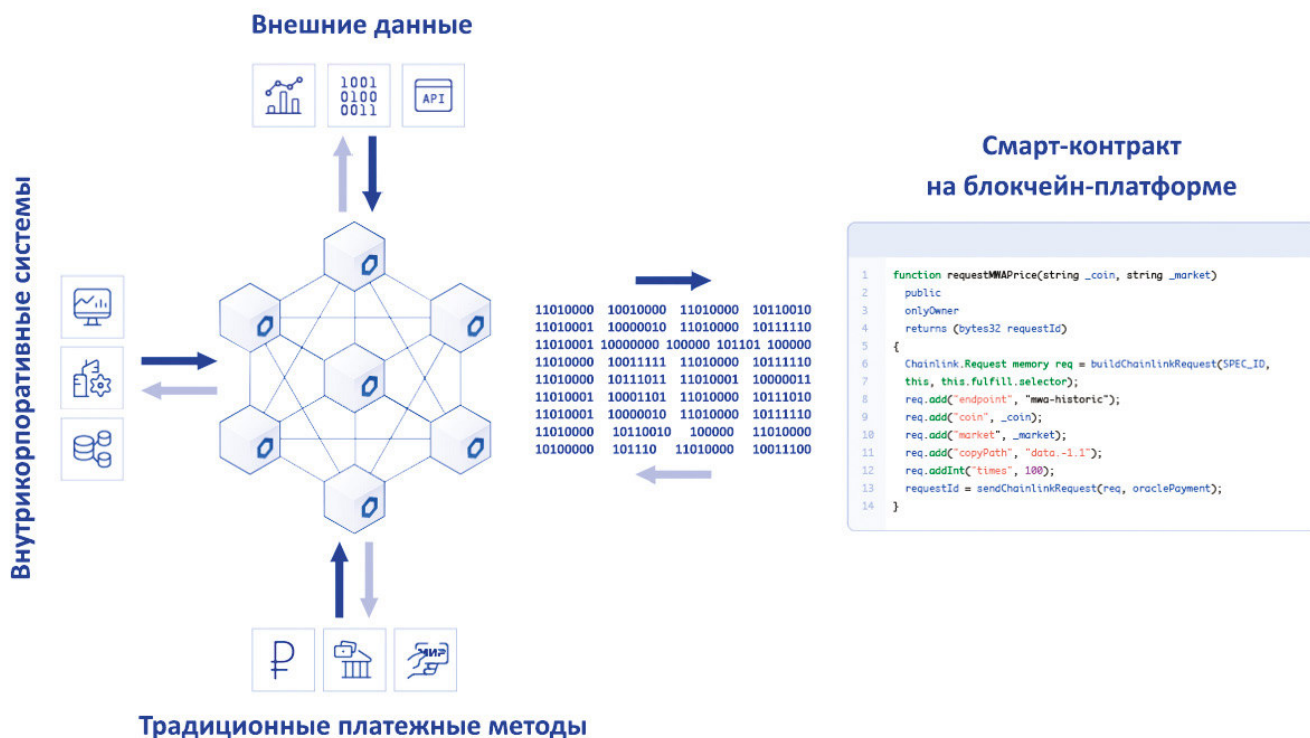 Внешние данные
1001
0100
0011
API
Внутрикорпоративные системы
11010000 10010000 11010000 10110010
11010001 10000010 11010000 10111110
11010001 10000000 100000 101101 100000
11010000 10011111 11010000 10111110
11010000 10111011 11010001 10000011
11010001 10001101 11010000 10111010
11010001 10000010 11010000 10111110
11010000 10110010 100000 11010000
10100000 101110 11010000 10011100
Смарт-контракт
на блокчейн-платформе
1 function requestMWAPrice(string _coin, string _market)
2 public
3 onlyOwner
4 returns (bytes32 requestId)
5 {
6 Chainlink.Request memory req = buildChainlinkRequest(SPEC_ID,
7 this, this.fulfill.selector);
8 req.add("endpoint", "mwa-historic");
9 req.add("coin", _coin);
10 req.add("market", _market);
11 req.add("copyPath", "data.-1.1");
12 req.addInt("times", 100);
13 requestId = sendChainlinkRequest(req, oraclePayment);
14 }
₽
МИР
Традиционные платежные методы